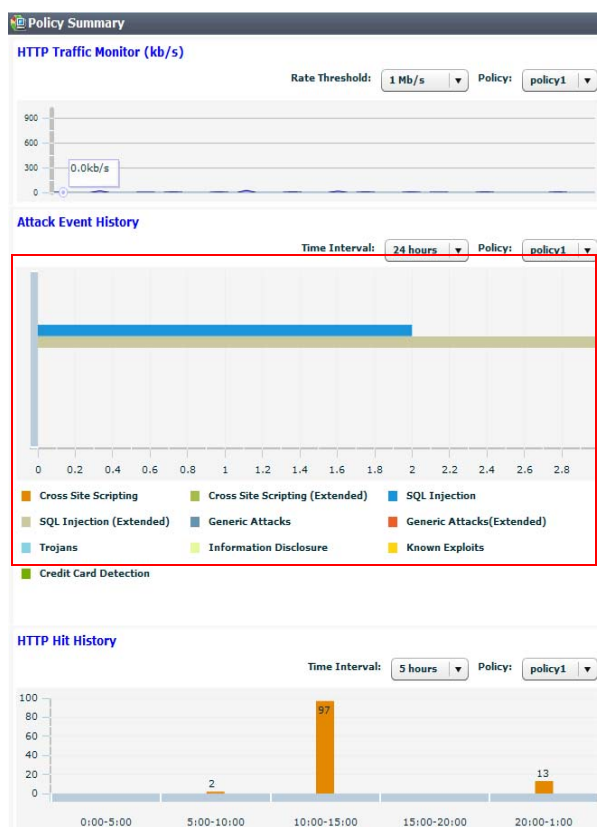 Policy Summary
HTTP Traffic Monitor (kb/s)
Rate Threshold: 1 Mb/s Policy: policy1
900
600
300
0
0.0kb/s
Attack Event History
Time Interval: 24 hours Policy: policy1
0 0.2 0.4 0.6 0.8 1 1.2 1.4 1.6 1.8 2 2.2 2.4 2.6 2.8
Cross Site Scripting Cross Site Scripting (Extended) SQL Injection
SQL Injection (Extended) Generic Attacks Generic Attacks(Extended)
Trojans Information Disclosure Known Exploits
Credit Card Detection
HTTP Hit History
Time Interval: 5 hours Policy: policy1
100
80
60
40
20
0
2
97
13
0:00-5:00 5:00-10:00 10:00-15:00 15:00-20:00 20:00-1:00